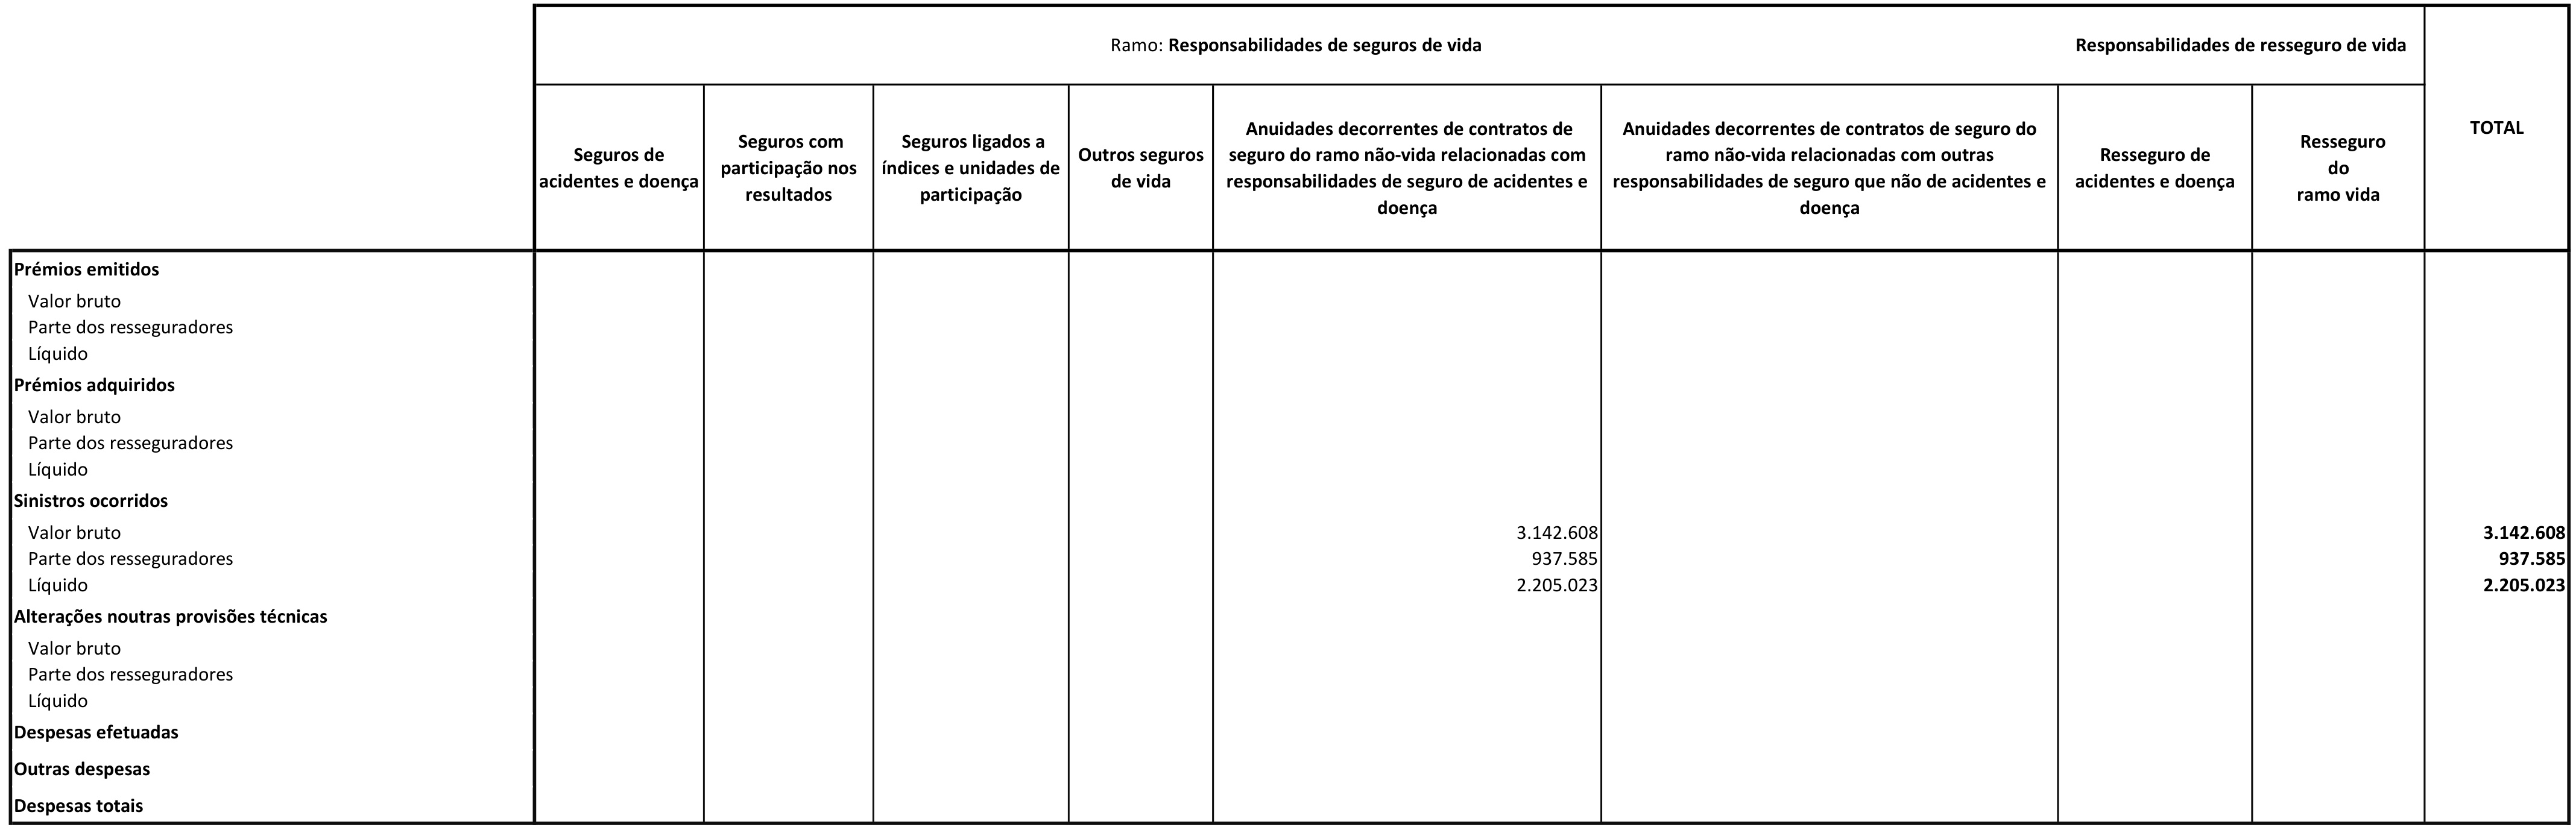 Ramo: Responsabilidades de seguros de vida
Responsabilidades de resseguro de vida
TOTAL
Seguros de
acidentes e doença
Seguros com
participação nos
resultados
Seguros ligados a
índices e unidades de
participação
Outros seguros
de vida
Anuidades decorrentes de contratos de
seguro do ramo não-vida relacionadas com
responsabilidades de seguro de acidentes e
doença
Anuidades decorrentes de contratos de seguro do
ramo não-vida relacionadas com outras
responsabilidades de seguro que não de acidentes e
doença
Resseguro de
acidentes e doença
Resseguro
do
ramo vida
Prémios emitidos
Valor bruto
Parte dos resseguradores
Líquido
Prémios adquiridos
Valor bruto
Parte dos resseguradores
Líquido
Sinistros ocorridos
Valor bruto 3.142.608 3.142.608
Parte dos resseguradores 937.585 937.585
Líquido 2.205.023 2.205.023
Alterações noutras provisões técnicas
Valor bruto
Parte dos resseguradores
Líquido
Despesas efetuadas
Outras despesas
Despesas totais